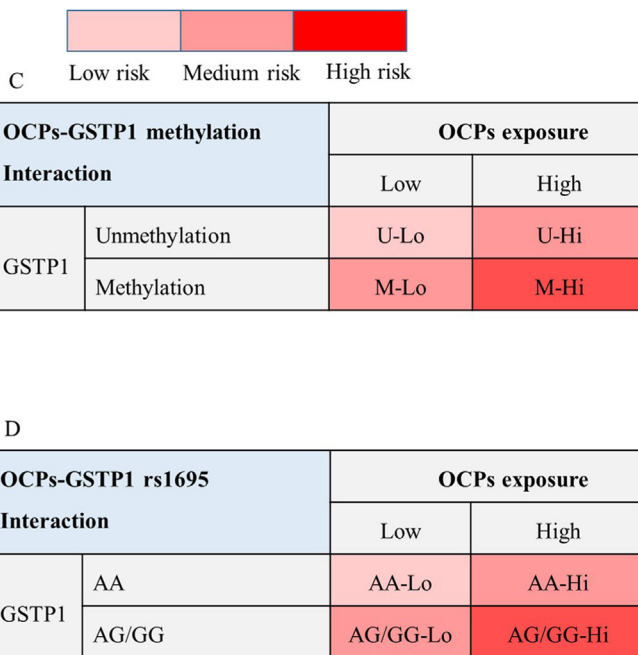 Low risk Medium risk High risk
C
OCPs-GSTP1 methylation Interaction OCPs exposure
Low High
GSTP1 Unmethylation U-Lo U-Hi
Methylation M-Lo M-Hi
D
OCPs-GSTP1 rs1695 Interaction OCPs exposure
Low High
GSTP1 AA AA-Lo AA-Hi
AG/GG AG/GG-Lo AG/GG-Hi